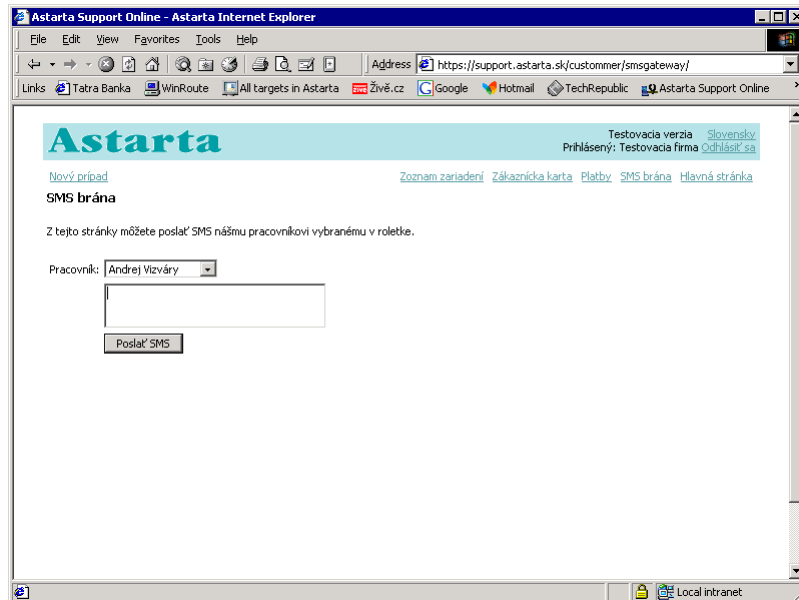 Astarta Support Online - Astarta Internet Explorer
File Edit View Favorites Tools Help
Address https://support.astarta.sk/custommer/smsgateway/
Links Tatra Banka WinRoute All targets in Astarta Živě.cz Google Hotmail TechRepublic Astarta Support Online
Astarta
Testovacia verzia Slovensky
Prihlásený: Testovacia firma Odhlásiť sa
Nový prípad Zoznam zariadení Zákaznícka karta Platby SMS brána Hlavná stránka
SMS brána
Z tejto stránky môžete poslať SMS nášmu pracovníkovi vybranému v roletke.
Pracovník: Andrej Vizváry
Poslať SMS
Local intranet